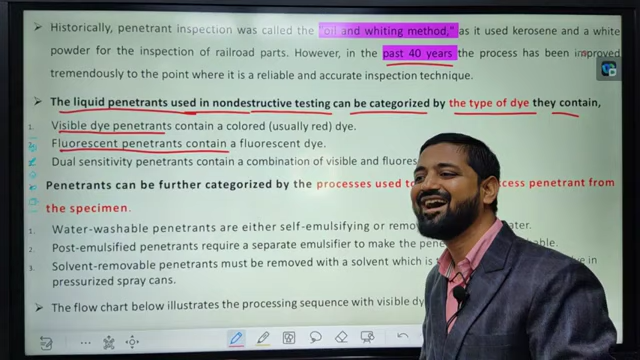 Historically, penetrant inspection was called the "oil and whiting method," as it used kerosene and a white
powder for the inspection of railroad parts. However, in the past 40 years the process has been improved
tremendously to the point where it is a reliable and accurate inspection technique.
The liquid penetrants used in nondestructive testing can be categorized by the type of dye they contain,
1. Visible dye penetrants contain a colored (usually red) dye.
Fluorescent penetrants contain a fluorescent dye.
Dual sensitivity penetrants contain a combination of visible and
Penetrants can be further categorized by the processes used penetrant from
the specimen.
1. Water-washable penetrants are either self-emulsifying or
2. Post-emulsified penetrants require a separate emulsifier to make the
3. Solvent-removable penetrants must be removed with a solvent which is in
pressurized spray cans.
The flow chart below illustrates the processing sequence with visible